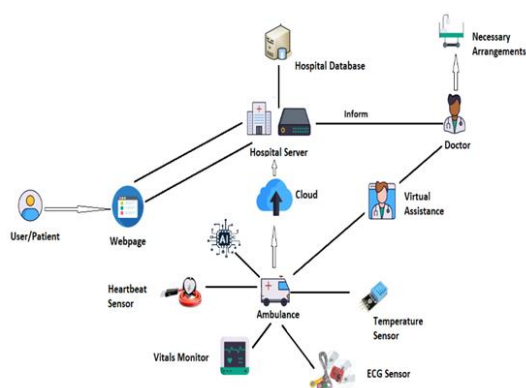 Necessary
Arrangements
Hospital Database
Inform
Hospital Server
Doctor
Cloud
Virtual
Assistance
User/Patient
Webpage
AI
Heartbeat
Sensor
Ambulance
Temperature
Sensor
Vitals Monitor
ECG Sensor